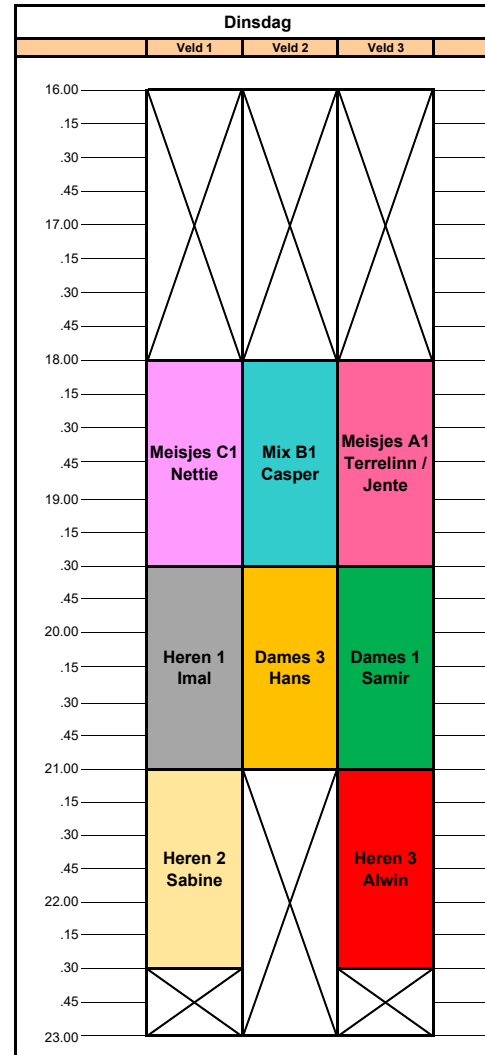 Dinsdag
Veld 1 Veld 2 Veld 3
16.00
.15
.30
.45
17.00
.15
.30
.45
18.00
.15
.30
.45
19.00
.15
.30
.45
20.00
.15
.30
.45
21.00
.15
.30
.45
22.00
.15
.30
.45
23.00
Meisjes C1
Nettie
Mix B1
Casper
Meisjes A1
Terrelinn /
Jente
Heren 1
Imal
Dames 3
Hans
Dames 1
Samir
Heren 2
Sabine
Heren 3
Alwin